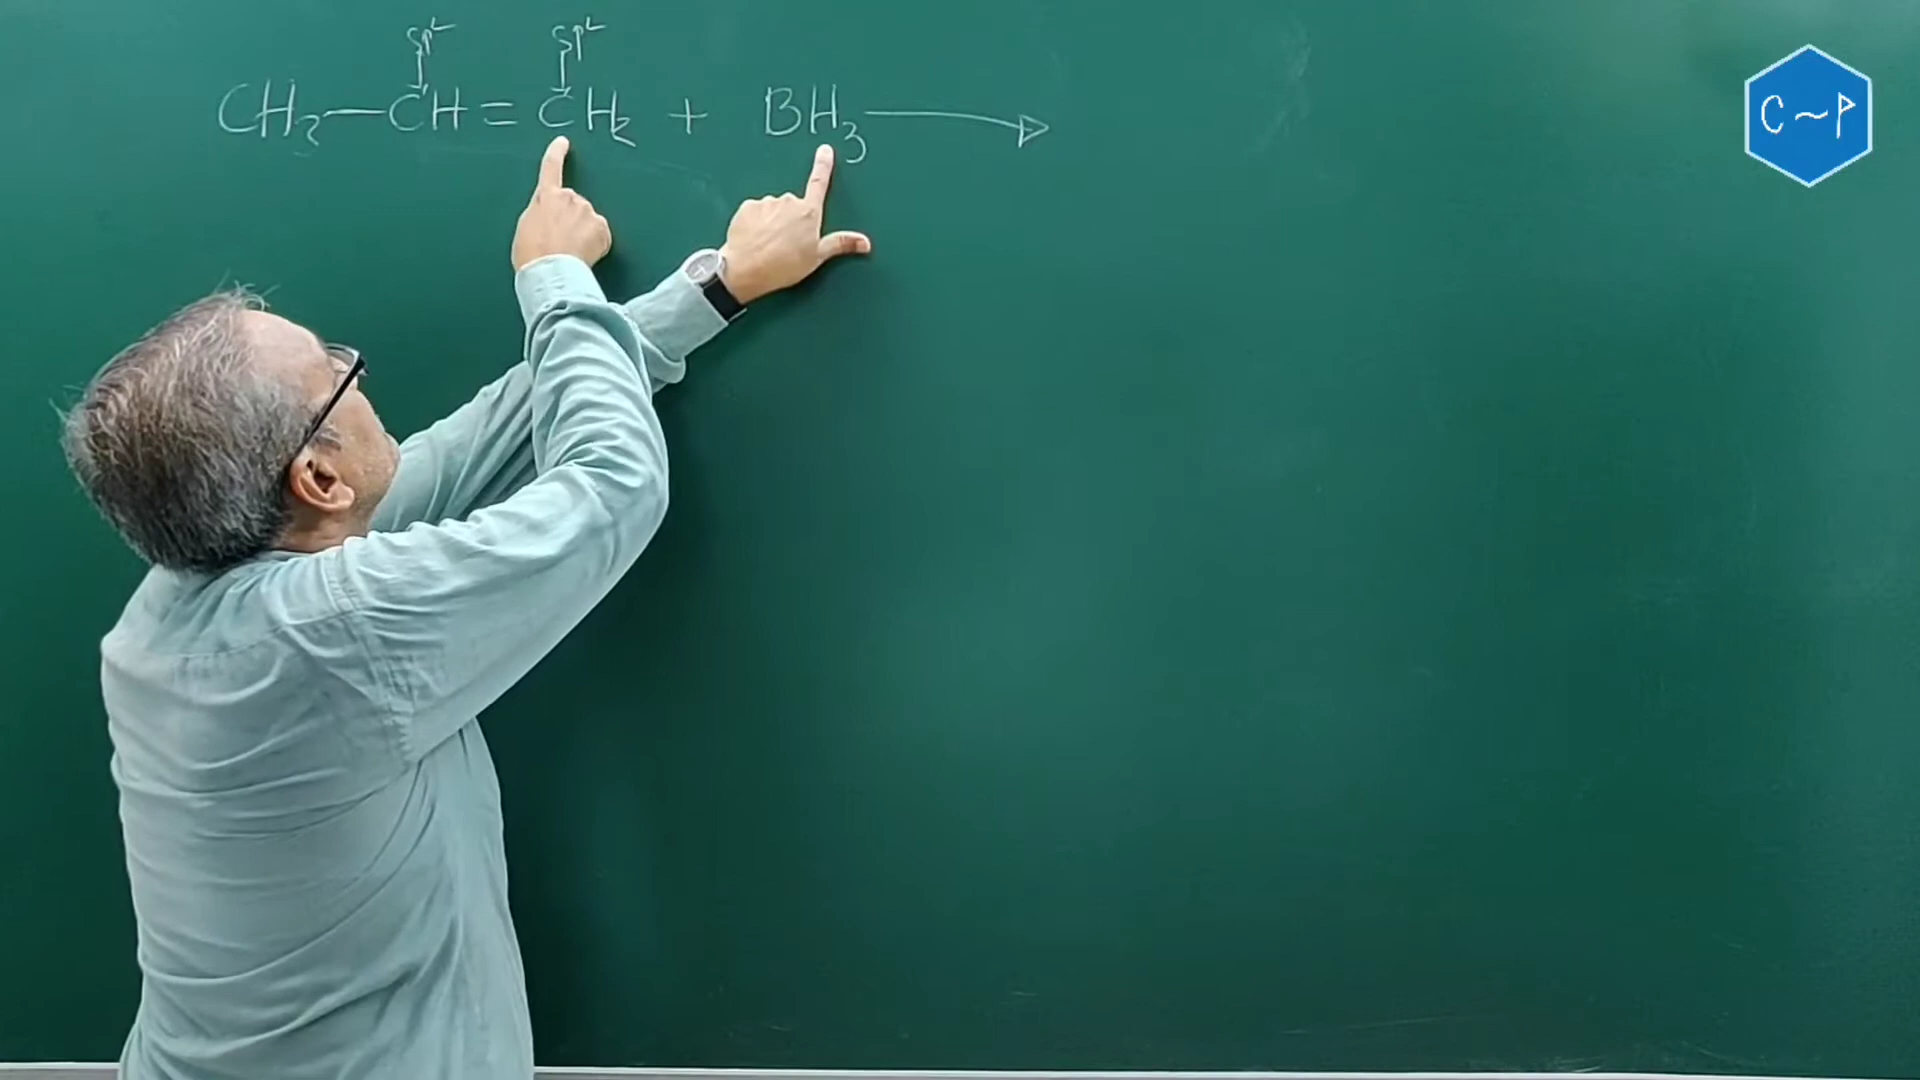 sp² sp²
CH₃—CH=CH₂ + BH₃ →
C~P